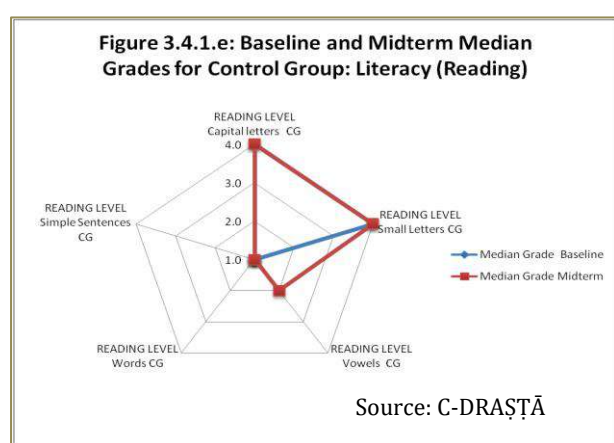 Figure 3.4.1.e: Baseline and Midterm Median
Grades for Control Group: Literacy (Reading)
READING LEVEL
Capital letters CG
4.0
3.0
2.0
1.0
READING LEVEL
Small Letters CG
READING LEVEL
Vowels CG
READING LEVEL
Words CG
READING LEVEL
Simple Sentences
CG
Median Grade Baseline
Median Grade Midterm
Source: C-DRAṢṬĀ